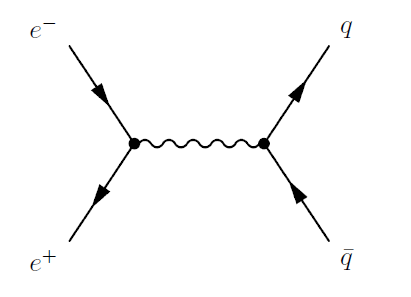 e⁻ q
e⁺ q̄